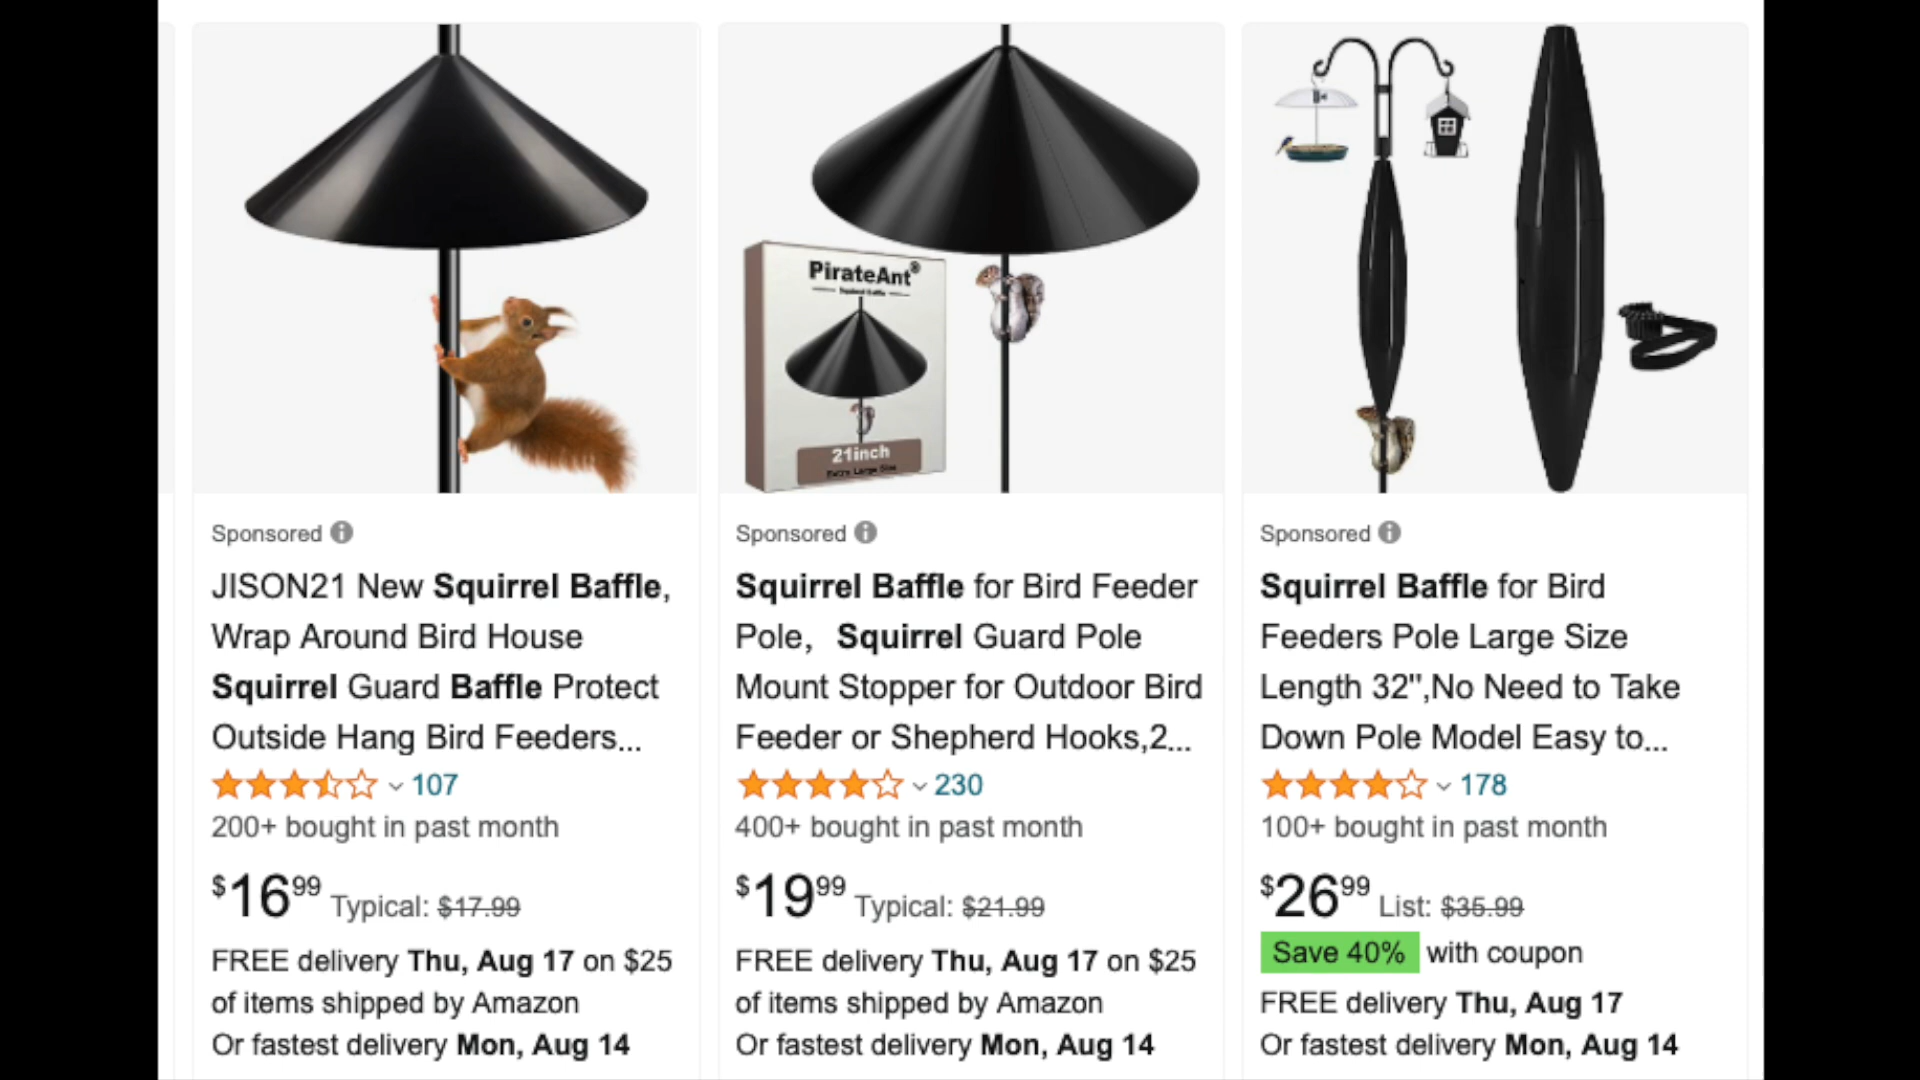 PirateAnt®
Squirrel Baffle
21inch
Extra Large Size
Sponsored
JISON21 New Squirrel Baffle,
Wrap Around Bird House
Squirrel Guard Baffle Protect
Outside Hang Bird Feeders...
107
200+ bought in past month
$16.99 Typical: $17.99
FREE delivery Thu, Aug 17 on $25
of items shipped by Amazon
Or fastest delivery Mon, Aug 14
Sponsored
Squirrel Baffle for Bird Feeder
Pole，Squirrel Guard Pole
Mount Stopper for Outdoor Bird
Feeder or Shepherd Hooks,2...
230
400+ bought in past month
$19.99 Typical: $21.99
FREE delivery Thu, Aug 17 on $25
of items shipped by Amazon
Or fastest delivery Mon, Aug 14
Sponsored
Squirrel Baffle for Bird
Feeders Pole Large Size
Length 32",No Need to Take
Down Pole Model Easy to...
178
100+ bought in past month
$26.99 List: $35.99
Save 40% with coupon
FREE delivery Thu, Aug 17
Or fastest delivery Mon, Aug 14